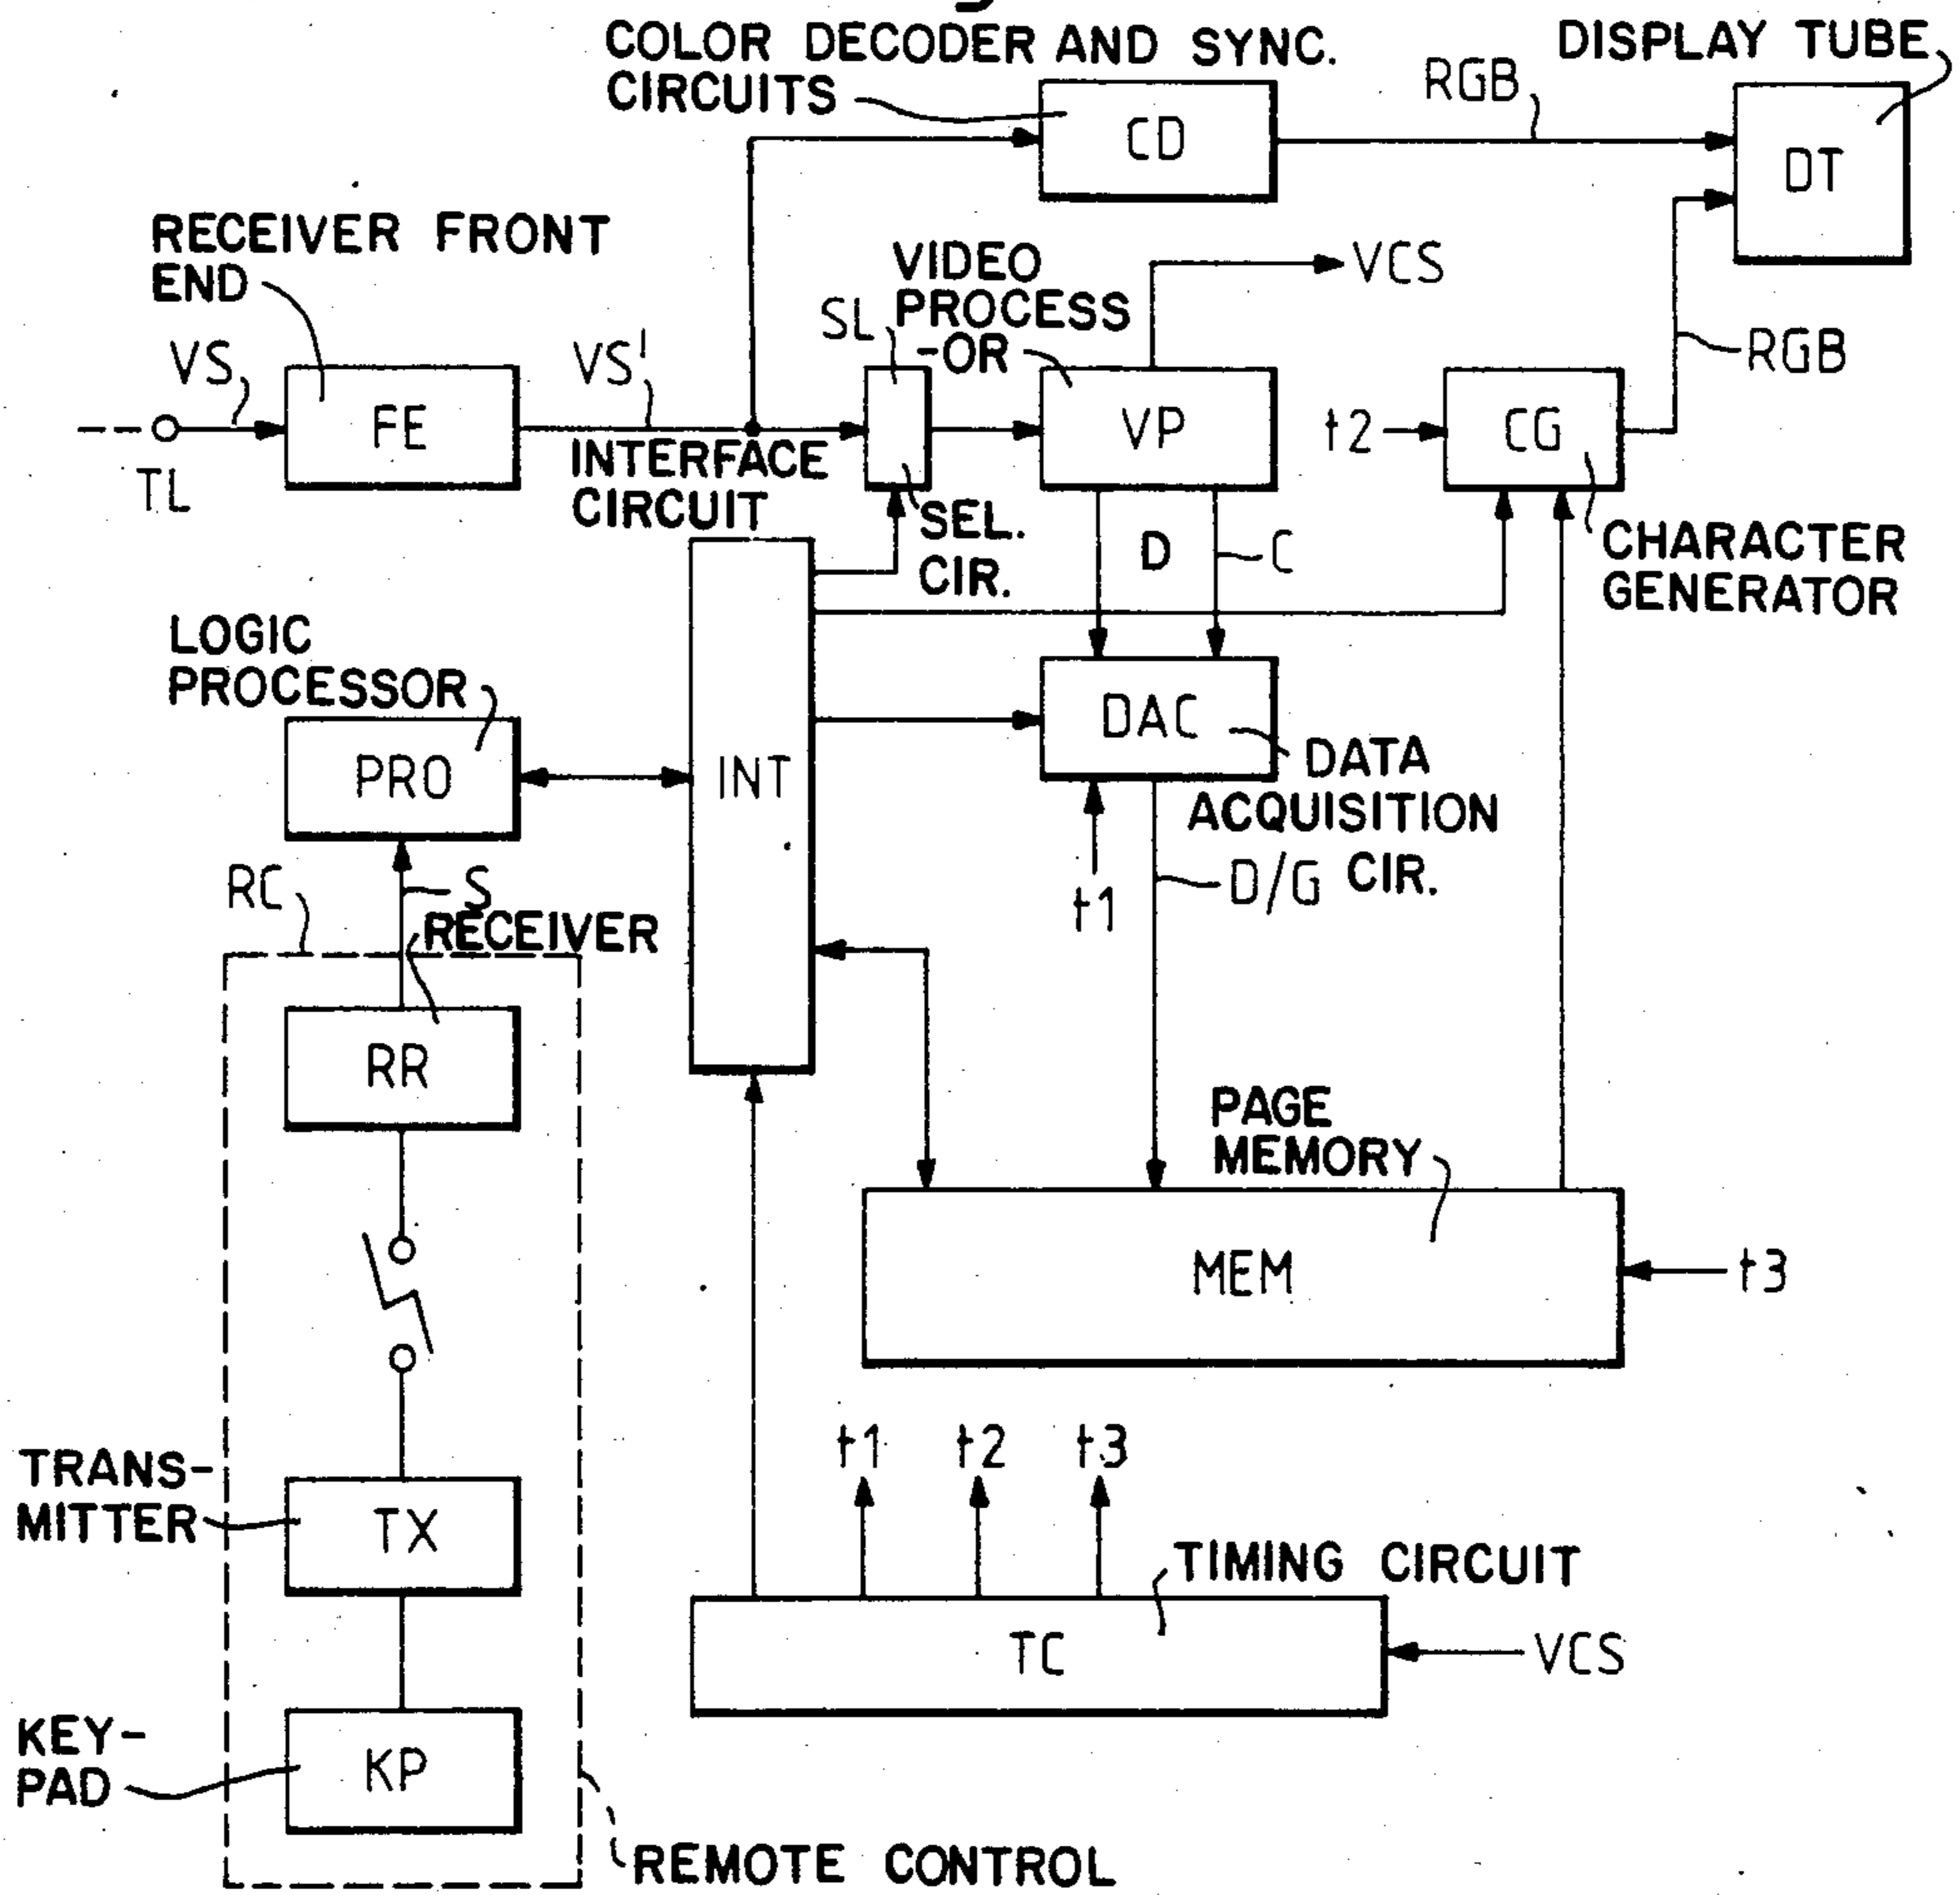 COLOR DECODER AND SYNC.
CIRCUITS
DISPLAY TUBE
RGB
CD
DT
RECEIVER FRONT
END
VIDEO
PROCESS
-OR
VCS
SL
RGB
VS
VS'
FE
VP
t2
CG
TL
INTERFACE
CIRCUIT
SEL.
CIR.
D
C
CHARACTER
GENERATOR
LOGIC
PROCESSOR
PRO
INT
DAC
DATA
ACQUISITION
CIR.
D/G
t1
RC
S
RECEIVER
RR
PAGE
MEMORY
MEM
t3
t1
t2
t3
TRANS-
MITTER
TX
TIMING CIRCUIT
TC
VCS
KEY-
PAD
KP
REMOTE CONTROL